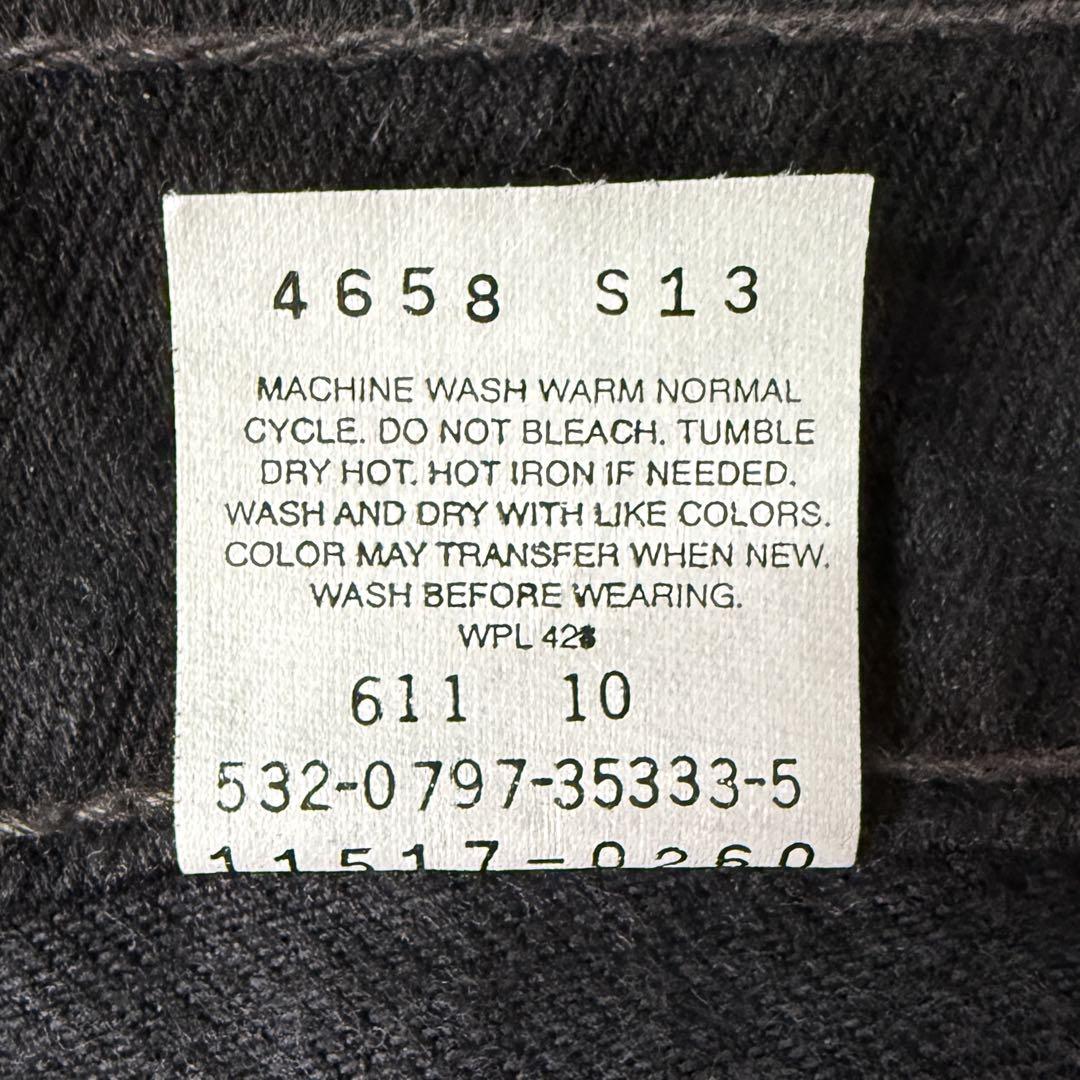 4658 S13
MACHINE WASH WARM NORMAL
CYCLE. DO NOT BLEACH. TUMBLE
DRY HOT. HOT IRON IF NEEDED.
WASH AND DRY WITH LIKE COLORS.
COLOR MAY TRANSFER WHEN NEW.
WASH BEFORE WEARING.
WPL
611 10
532-0797-35333-5
11517-0260